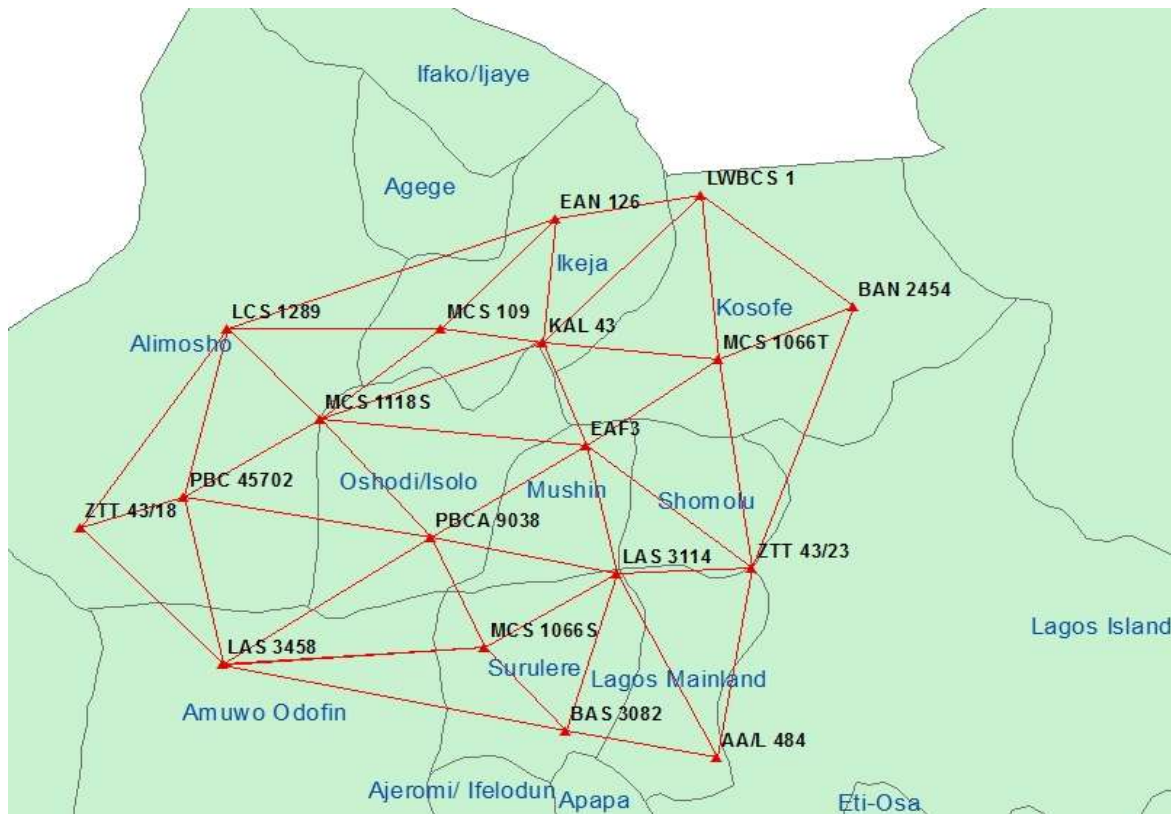 Ifako/Ijaye
Agege
LWBCS 1
EAN 126
Ikeja
BAN 2454
Kosofe
LCS 1289
MCS 109
KAL 43
Alimosho
MCS 1066T
MCS 1118S
EAF3
PBC 45702
Oshodi/Isolo
Mushin
Shomolu
ZTT 43/18
PBCA 9038
LAS 3114
ZTT 43/23
MCS 1066S
Lagos Island
LAS 3458
Surulere
Lagos Mainland
Amuwo Odofin
BAS 3082
AA/L 484
Ajeromi/ Ifelodun
Apapa
Eti-Osa